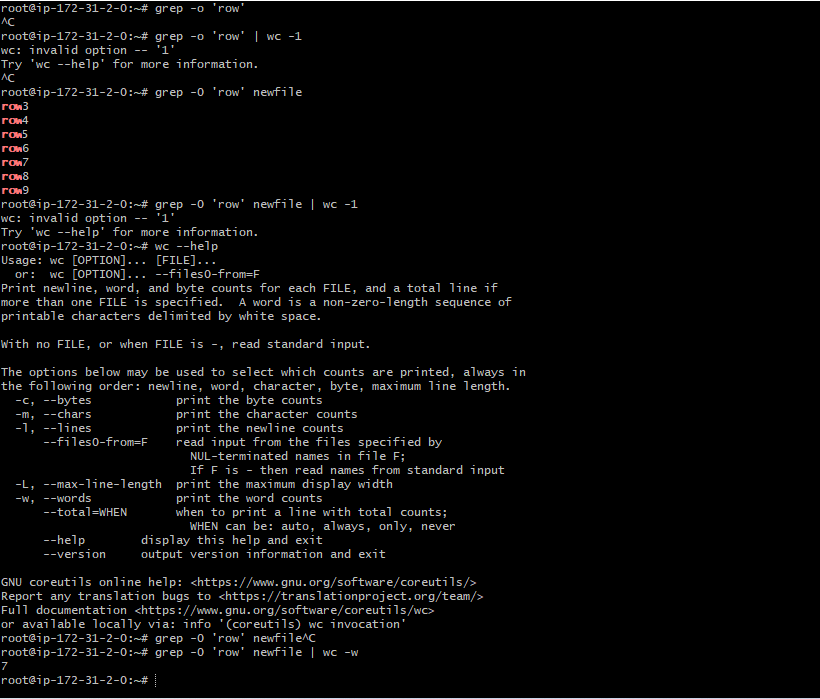 root@ip-172-31-2-0:~# grep -o 'row'
^C
root@ip-172-31-2-0:~# grep -o 'row' | wc -1
wc: invalid option -- '1'
Try 'wc --help' for more information.
^C
root@ip-172-31-2-0:~# grep -O 'row' newfile
row3
row4
row5
row6
row7
row8
row9
root@ip-172-31-2-0:~# grep -O 'row' newfile | wc -1
wc: invalid option -- '1'
Try 'wc --help' for more information.
root@ip-172-31-2-0:~# wc --help
Usage: wc [OPTION]... [FILE]...
  or:  wc [OPTION]... --files0-from=F
Print newline, word, and byte counts for each FILE, and a total line if
more than one FILE is specified.  A word is a non-zero-length sequence of
printable characters delimited by white space.

With no FILE, or when FILE is -, read standard input.

The options below may be used to select which counts are printed, always in
the following order: newline, word, character, byte, maximum line length.
  -c, --bytes            print the byte counts
  -m, --chars            print the character counts
  -l, --lines            print the newline counts
      --files0-from=F    read input from the files specified by
                           NUL-terminated names in file F;
                           If F is - then read names from standard input
  -L, --max-line-length  print the maximum display width
  -w, --words            print the word counts
      --total=WHEN       when to print a line with total counts;
                           WHEN can be: auto, always, only, never
      --help        display this help and exit
      --version     output version information and exit

GNU coreutils online help: <https://www.gnu.org/software/coreutils/>
Report any translation bugs to <https://translationproject.org/team/>
Full documentation <https://www.gnu.org/software/coreutils/wc>
or available locally via: info '(coreutils) wc invocation'
root@ip-172-31-2-0:~# grep -O 'row' newfile^C
root@ip-172-31-2-0:~# grep -O 'row' newfile | wc -w
7
root@ip-172-31-2-0:~#